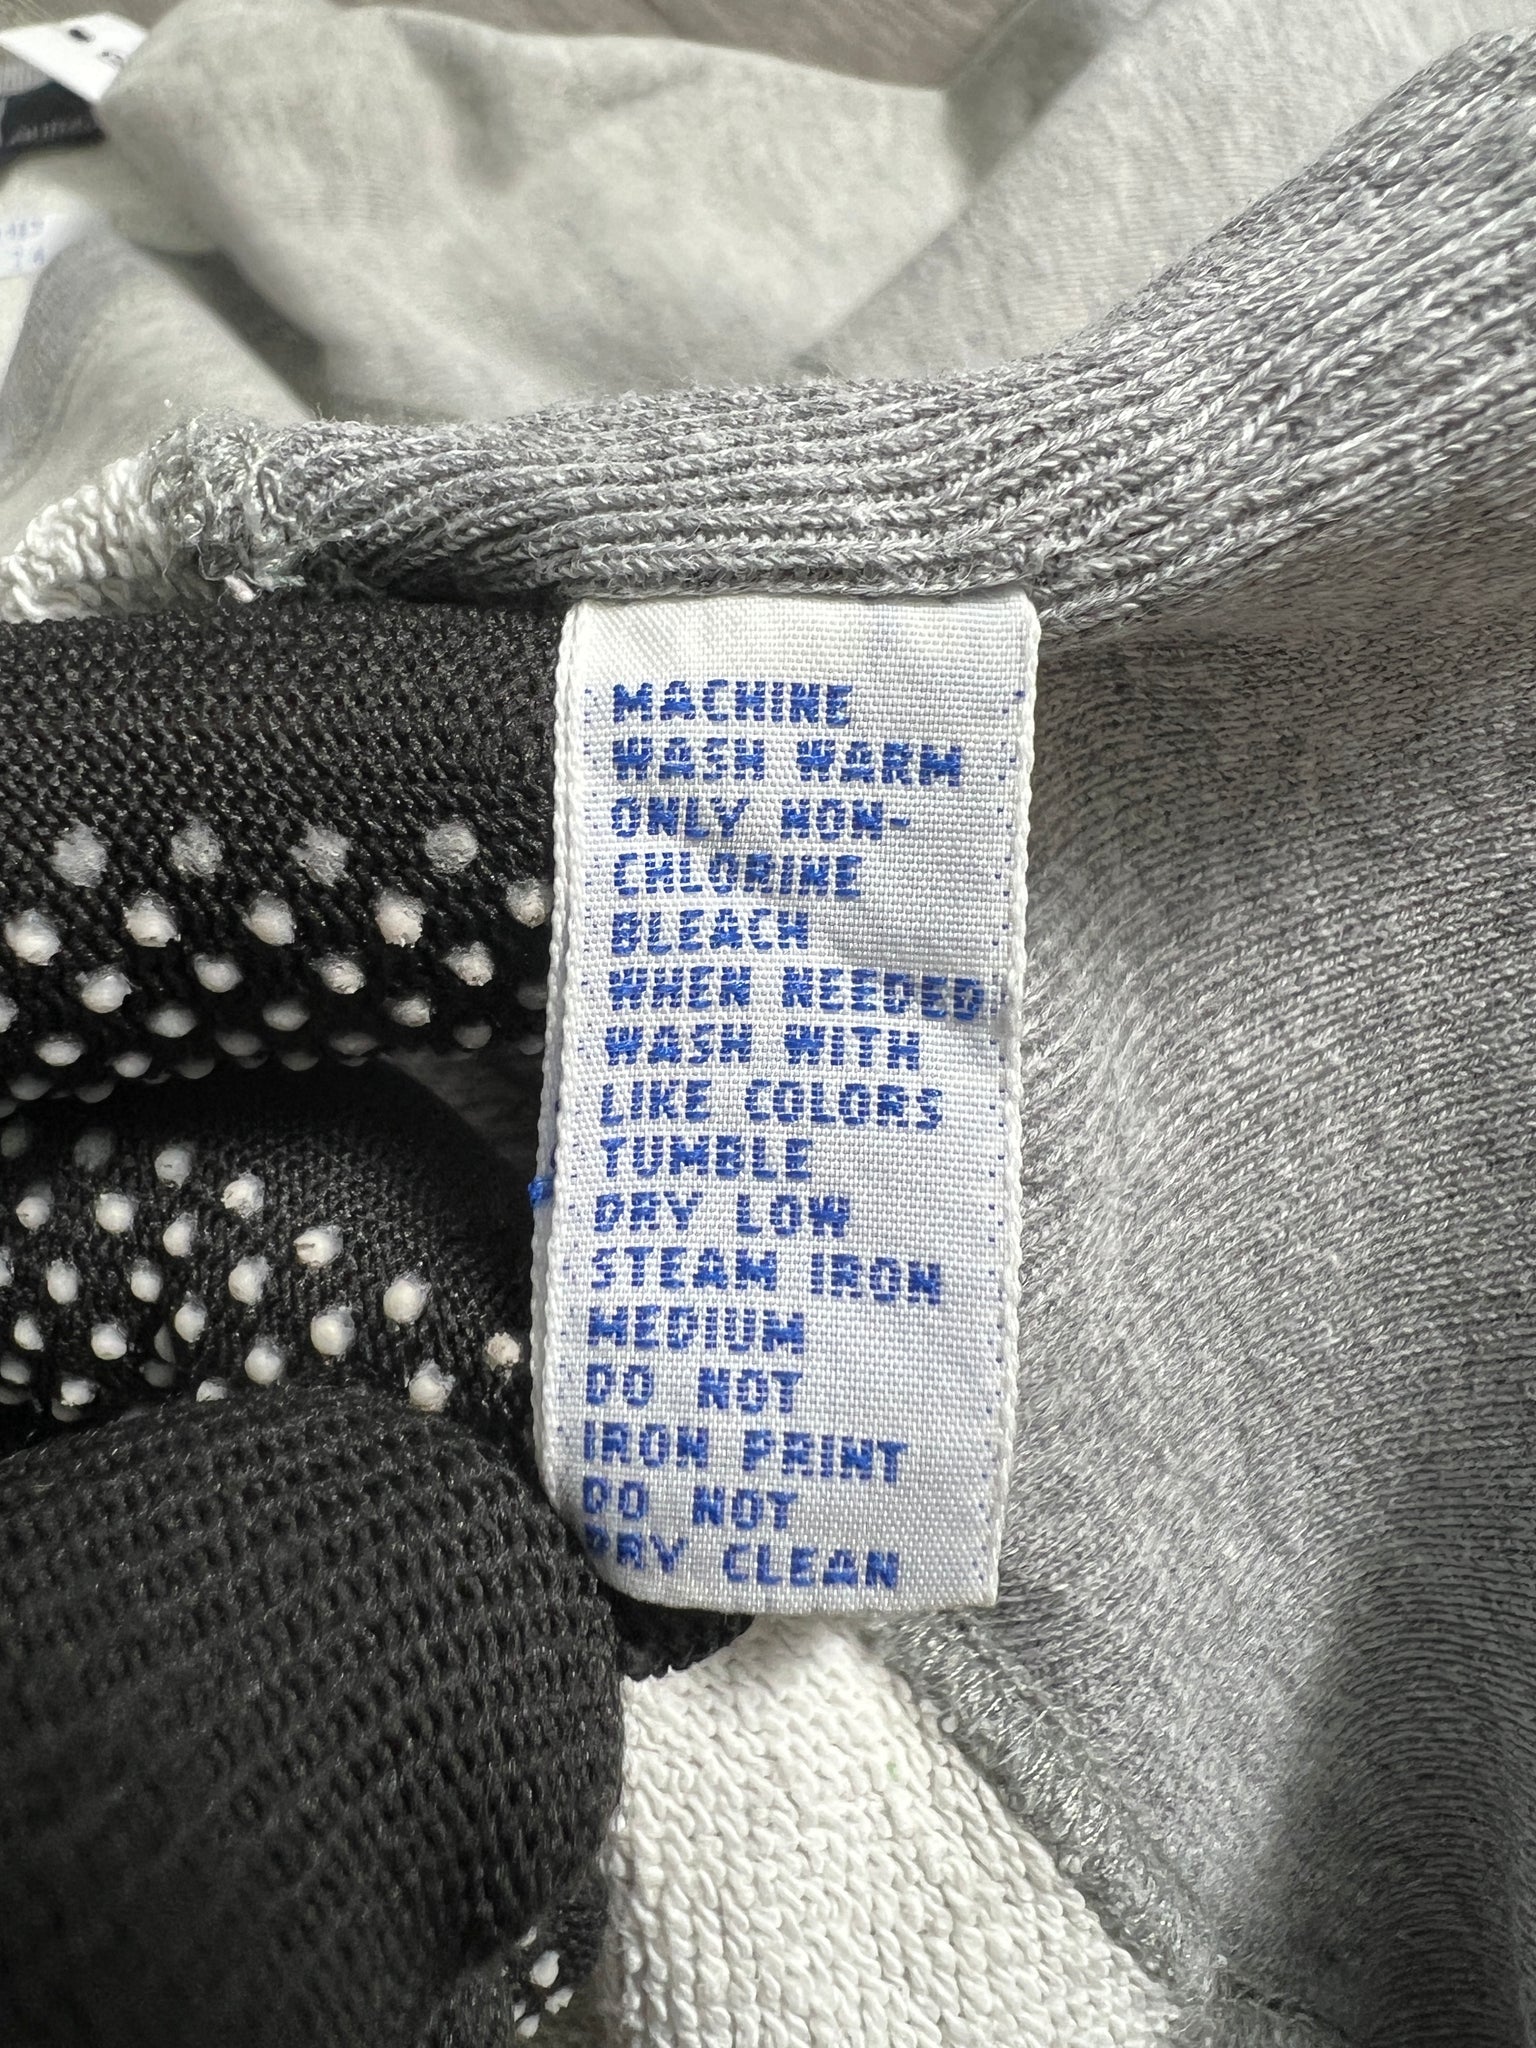 MACHINE
WASH WARM
ONLY NON-
CHLORINE
BLEACH
WHEN NEEDED
WASH WITH
LIKE COLORS
TUMBLE
DRY LOW
STEAM IRON
MEDIUM
DO NOT
IRON PRINT
DO NOT
DRY CLEAN